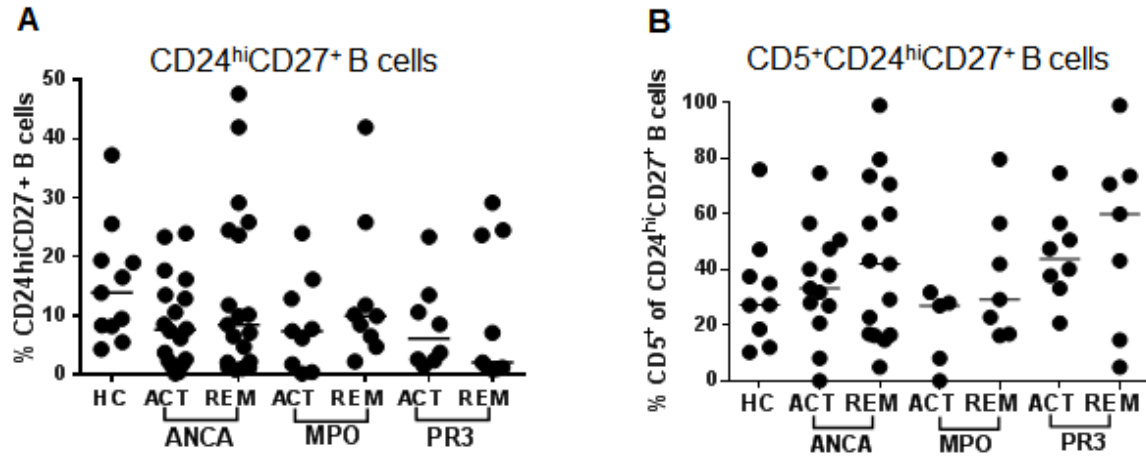 A
CD24hiCD27+ B cells
% CD24hiCD27+ B cells
50
40
30
20
10
0
HC ACT REM ACT REM ACT REM
ANCA MPO PR3
B
CD5+CD24hiCD27+ B cells
% CD5+ of CD24hiCD27+ B cells
100
80
60
40
20
0
HC ACT REM ACT REM ACT REM
ANCA MPO PR3